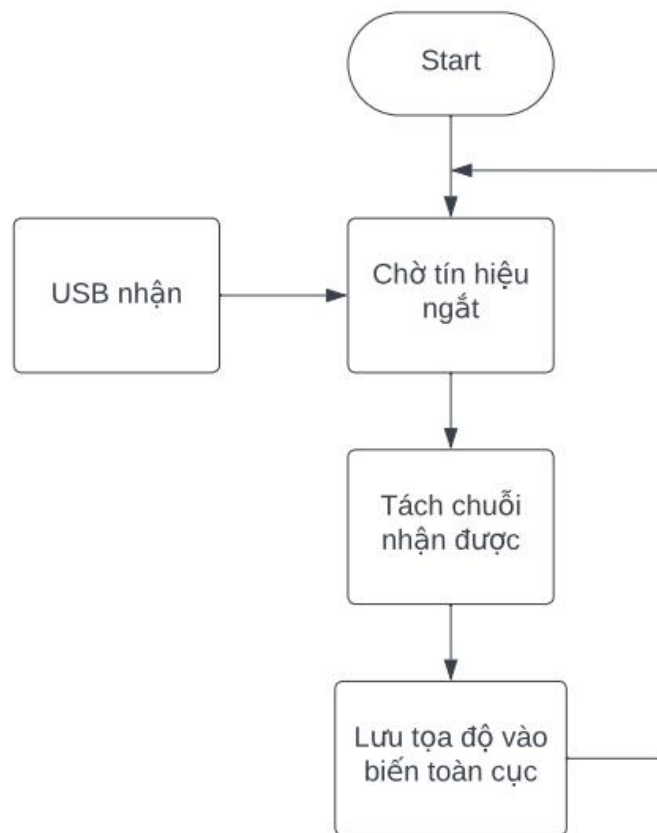 Start
USB nhận
Chờ tín hiệu
ngắt
Tách chuỗi
nhận được
Lưu tọa độ vào
biến toàn cục